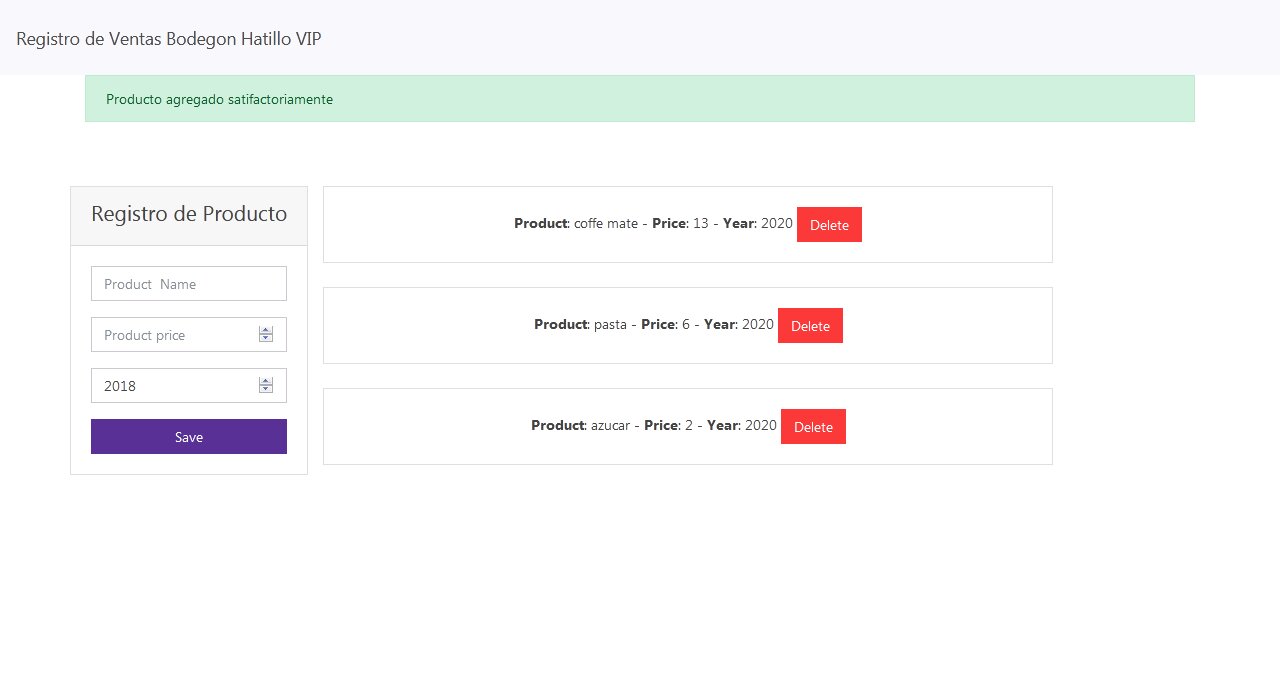 Registro de Ventas Bodegon Hatillo VIP
Producto agregado satifactoriamente
Registro de Producto
Product  Name
Product price
2018
Save
Product: coffe mate - Price: 13 - Year: 2020 Delete
Product: pasta - Price: 6 - Year: 2020 Delete
Product: azucar - Price: 2 - Year: 2020 Delete